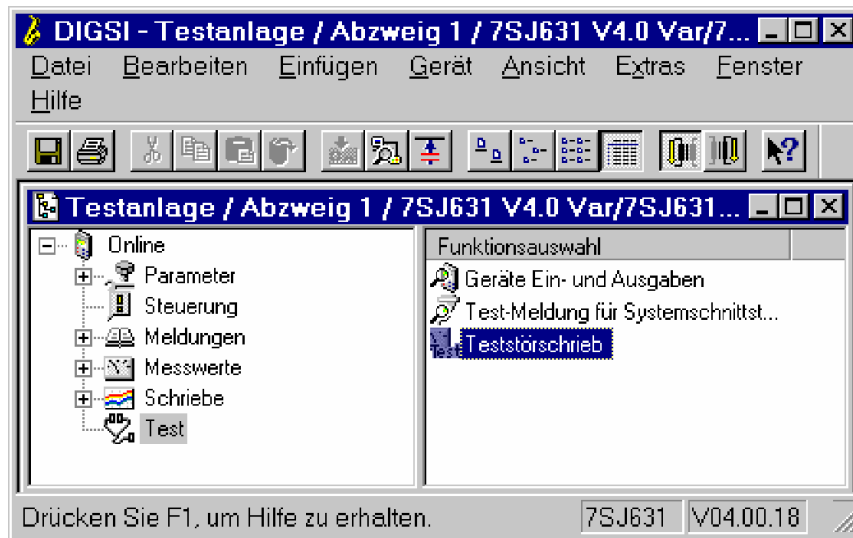 DIGSI - Testanlage / Abzweig 1 / 7SJ631 V4.0 Var/7...
Datei Bearbeiten Einfügen Gerät Ansicht Extras Fenster
Hilfe
Testanlage / Abzweig 1 / 7SJ631 V4.0 Var/7SJ631...
Online
Parameter
Steuerung
Meldungen
Messwerte
Schriebe
Test
Funktionsauswahl
Geräte Ein- und Ausgaben
Test-Meldung für Systemschnittst...
Test Teststörschrieb
Drücken Sie F1, um Hilfe zu erhalten. 7SJ631 V04.00.18